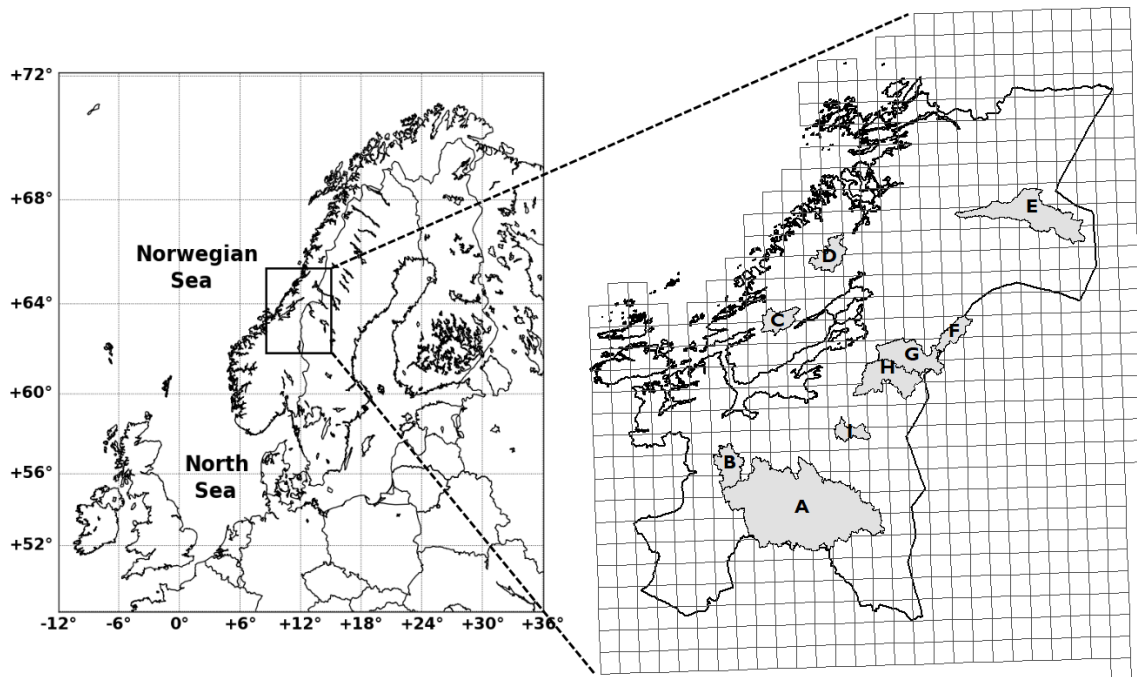 +72°
+68°
+64°
+60°
+56°
+52°
-12°
-6°
0°
+6°
+12°
+18°
+24°
+30°
+36°
Norwegian
Sea
North
Sea
E
D
C
F
G
H
I
B
A